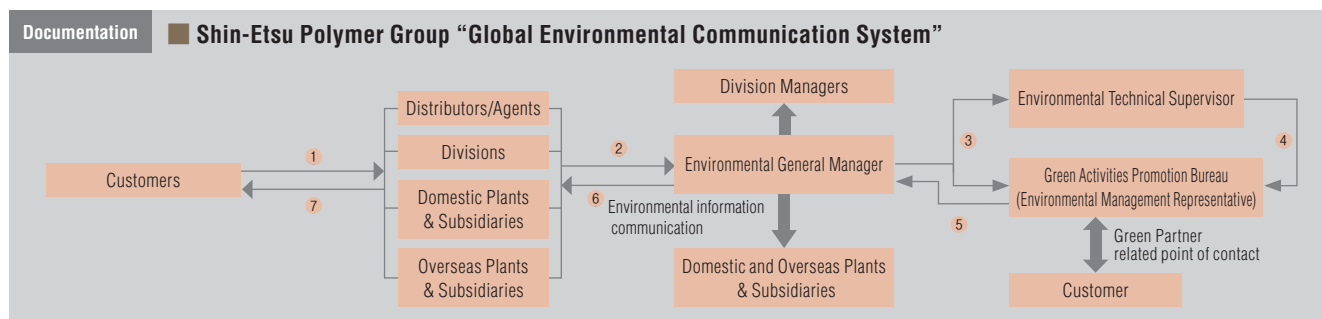 Documentation
Shin-Etsu Polymer Group “Global Environmental Communication System”
Customers
1
7
Distributors/Agents
Divisions
Domestic Plants
& Subsidiaries
Overseas Plants
& Subsidiaries
2
6
Environmental information
communication
Division Managers
Environmental General Manager
Domestic and Overseas Plants
& Subsidiaries
3
5
Environmental Technical Supervisor
4
Green Activities Promotion Bureau
(Environmental Management Representative)
Green Partner
related point of contact
Customer